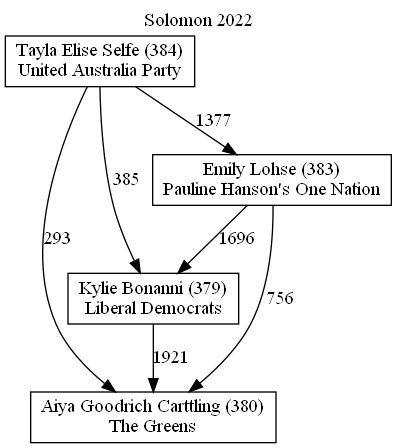 Solomon 2022
Tayla Elise Selfe (384)
United Australia Party
1377
Emily Lohse (383)
Pauline Hanson's One Nation
385
293
1696
756
Kylie Bonanni (379)
Liberal Democrats
1921
Aiya Goodrich Carttling (380)
The Greens